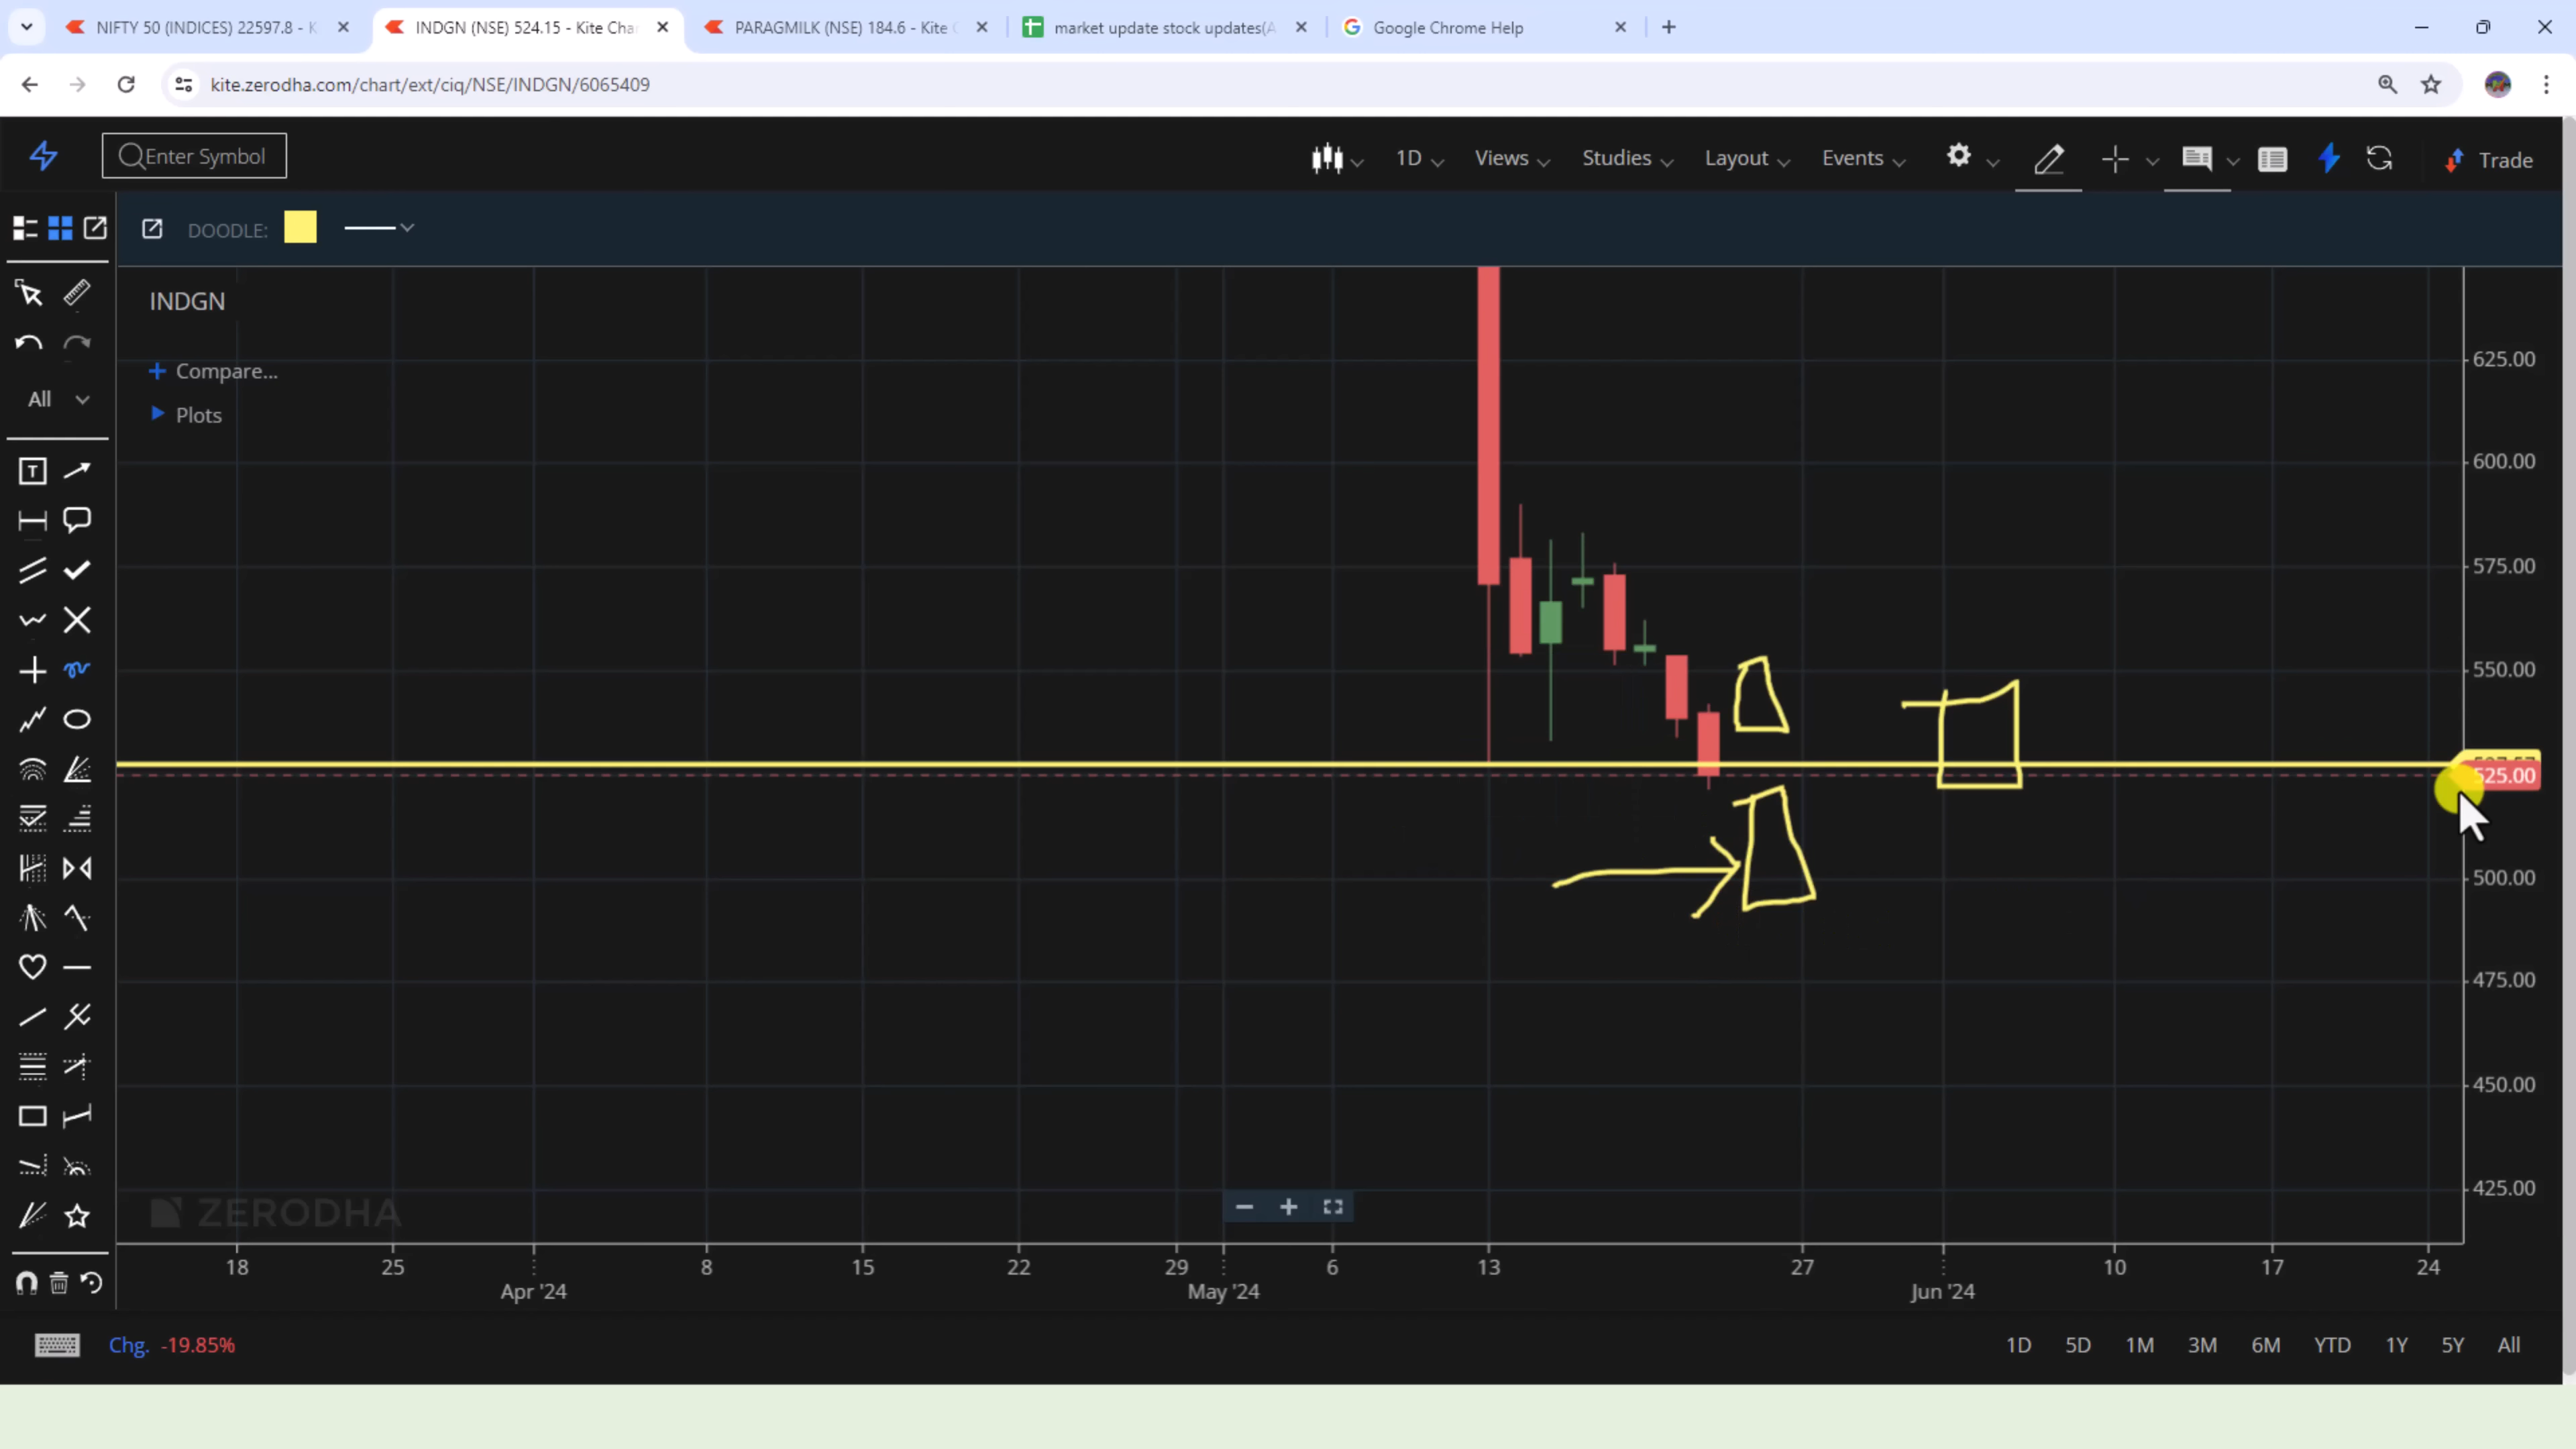 NIFTY 50 (INDICES) 22597.8 - K
INDGN (NSE) 524.15 - Kite Cha
PARAGMILK (NSE) 184.6 - Kite C
market update stock updates(A
Google Chrome Help
kite.zerodha.com/chart/ext/ciq/NSE/INDGN/6065409
Enter Symbol
1D
Views
Studies
Layout
Events
Trade
DOODLE:
INDGN
Compare...
All
Plots
T
625.00
600.00
575.00
550.00
525.00
500.00
475.00
450.00
425.00
ZERODHA
18 25 8 15 22 29 6 13 27 10 17 24
Apr '24 May '24 Jun '24
Chg. -19.85%
1D 5D 1M 3M 6M YTD 1Y 5Y All